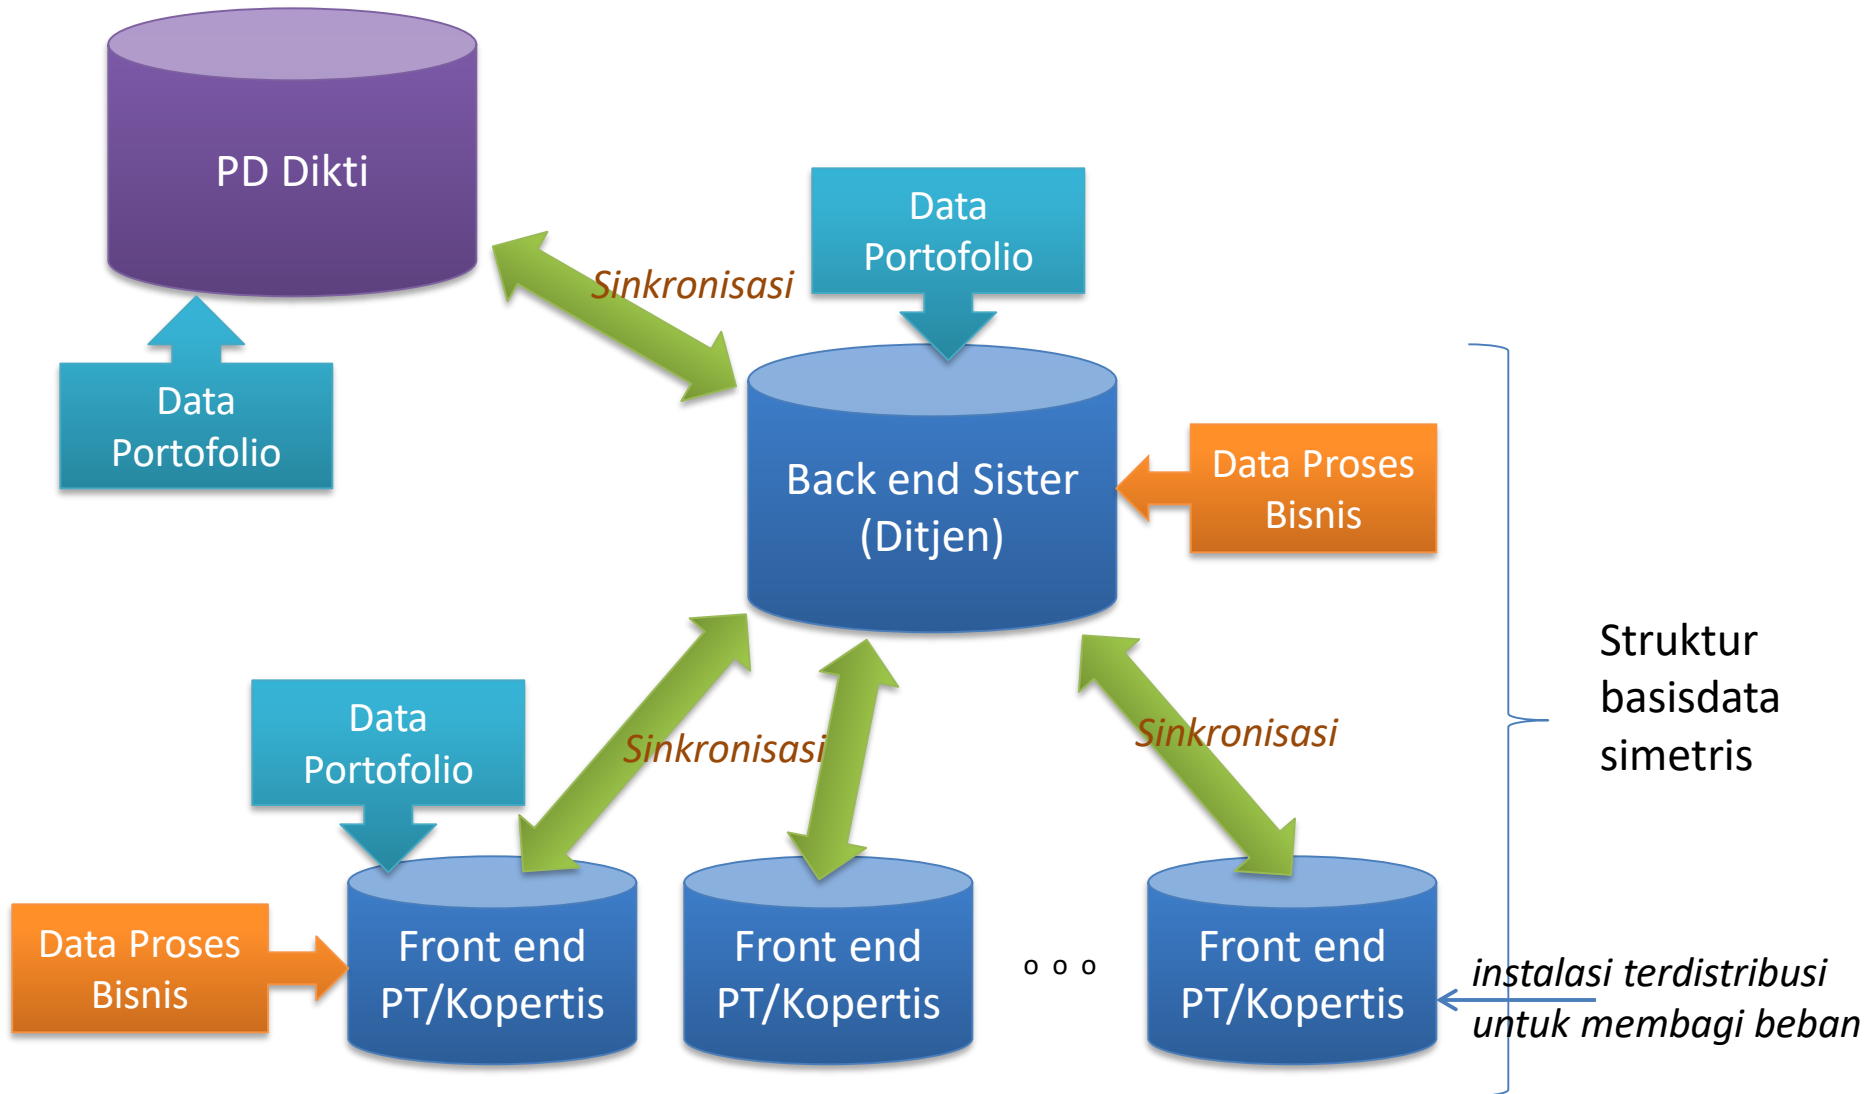 PD Dikti
Data
Portofolio
Sinkronisasi
Data
Portofolio
Back end Sister
(Ditjen)
Data Proses
Bisnis
Struktur
basisdata
simetris
Data
Portofolio
Sinkronisasi
Sinkronisasi
Data Proses
Bisnis
Front end
PT/Kopertis
Front end
PT/Kopertis
o o o
Front end
PT/Kopertis
instalasi terdistribusi
untuk membagi beban